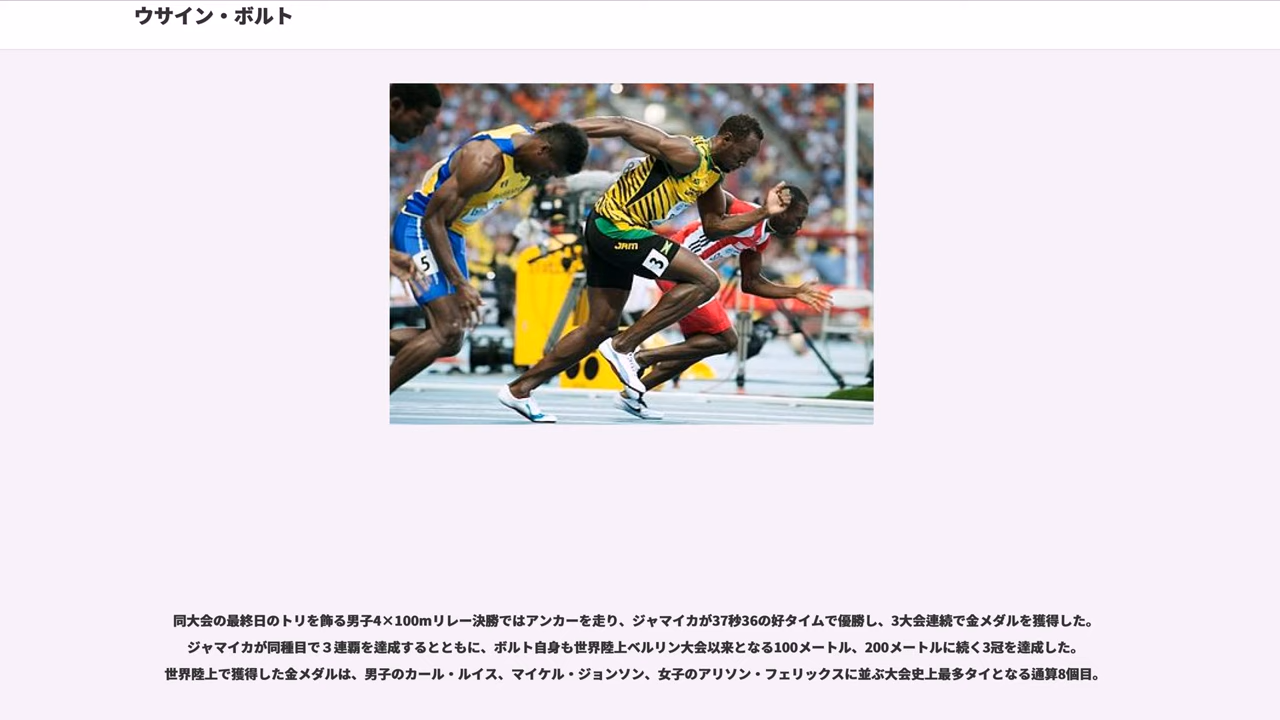 ウサイン・ボルト
JAM
5
3
同大会の最終日のトリを飾る男子4×100mリレー決勝ではアンカーを走り、ジャマイカが37秒36の好タイムで優勝し、3大会連続で金メダルを獲得した。
ジャマイカが同種目で３連覇を達成するとともに、ボルト自身も世界陸上ベルリン大会以来となる100メートル、200メートルに続く3冠を達成した。
世界陸上で獲得した金メダルは、男子のカール・ルイス、マイケル・ジョンソン、女子のアリソン・フェリックスに並ぶ大会史上最多タイとなる通算8個目。